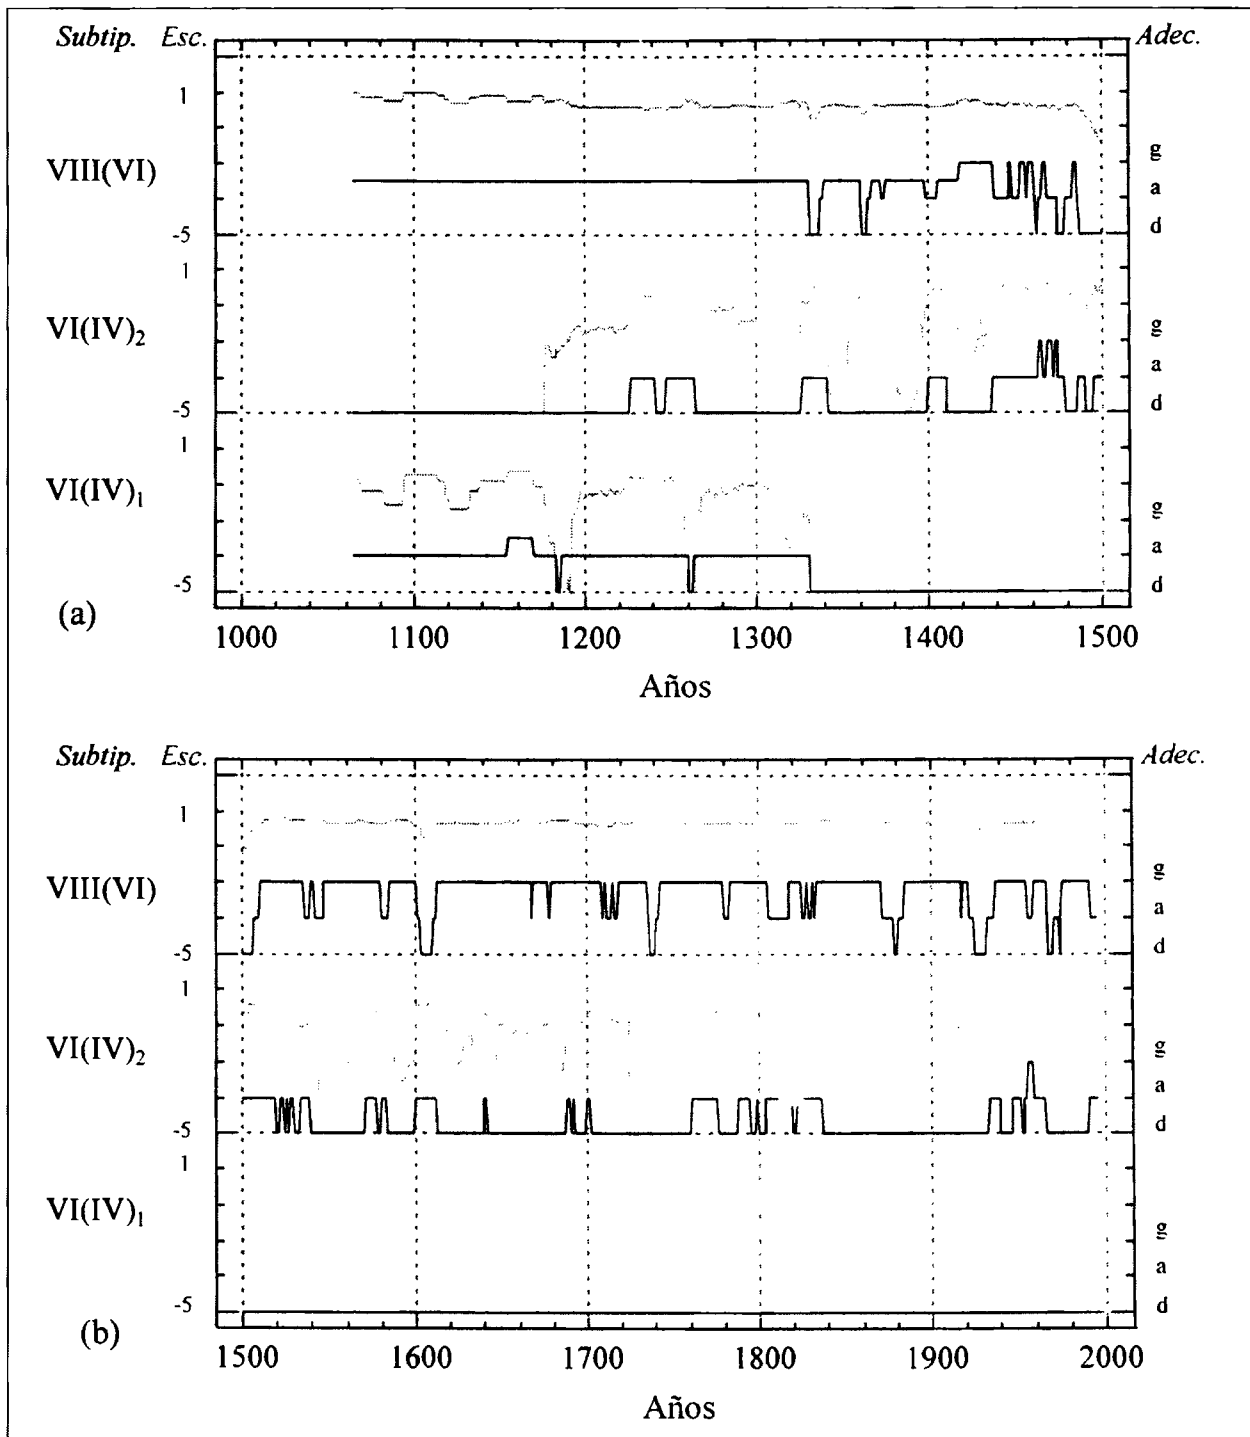 Subtip. Esc. Adec.
1
g
VIII(VI) a
d
-5
1
VI(IV)2 g
a
-5 d
1
VI(IV)1 g
a
-5 d
(a)
1000 1100 1200 1300 1400 1500
Años
Subtip. Esc. Adec.
1
VIII(VI) g
a
-5 d
1
VI(IV)2 g
a
-5 d
1
VI(IV)1 g
a
-5 d
(b)
1500 1600 1700 1800 1900 2000
Años